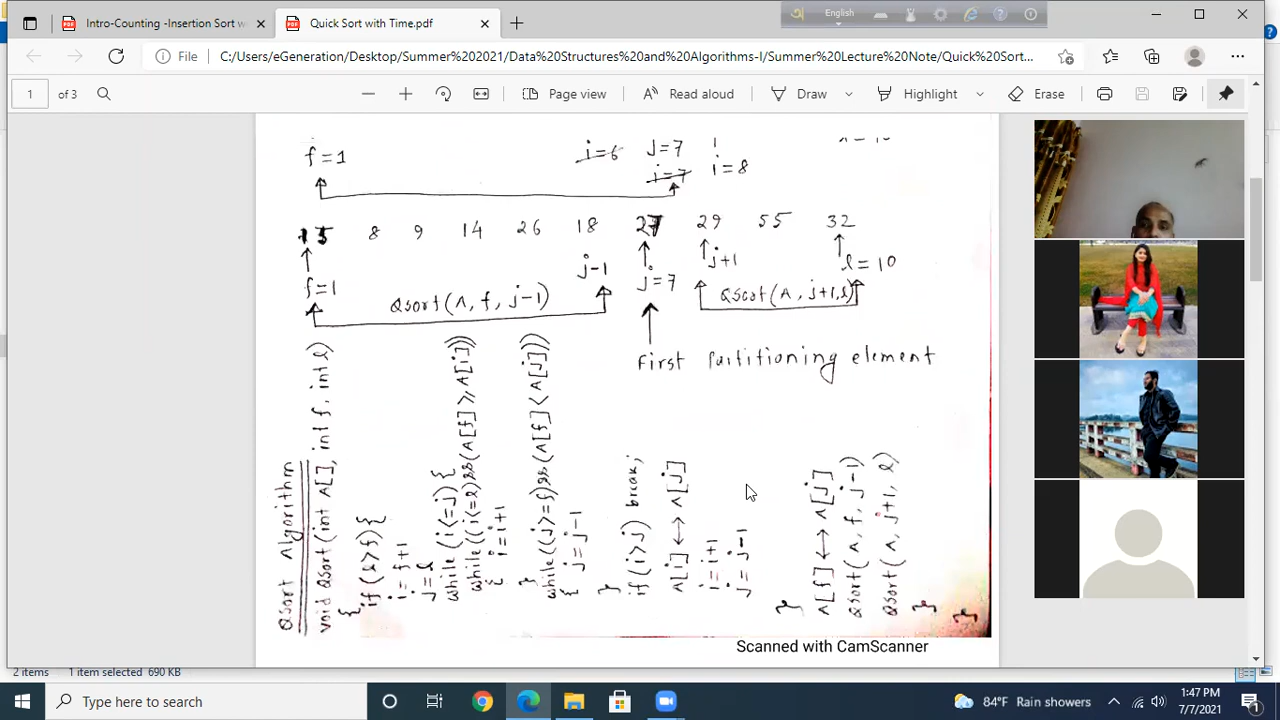 Intro-Counting -Insertion Sort w
Quick Sort with Time.pdf
English
File
C:/Users/eGeneration/Desktop/Summer%202021/Data%20Structures%20and%20Algorithms-I/Summer%20Lecture%20Note/Quick%20Sort...
1 of 3
Page view
Read aloud
Draw
Highlight
Erase
f=1
i=6 j=7
i=7 i=8
15 8 9 14 26 18 27 29 55 32
j-1 j+1
f=1 j=7 l=10
Qsort(A, f, j-1) Qsort(A, j+1, l)
First Partitioning element
Qsort Algorithm
void Qsort(int A[], int f, int l)
{
if (l>f){
i = f+1
j = l
while (i<=j) {
while((i<=l)&&(A[f]≥A[i]))
{ i=i+1
}
while((j>=f)&&(A[f]<A[j]))
{ j=j-1
}
if (i>j) break;
A[i] ↔ A[j]
i=i+1
j=j-1
}
A[f] ↔ A[j]
Qsort(A, f, j-1)
Qsort(A, j+1, l)
}
}
Scanned with CamScanner
2 items 1 item selected 690 KB
Type here to search
84°F Rain showers
1:47 PM
7/7/2021